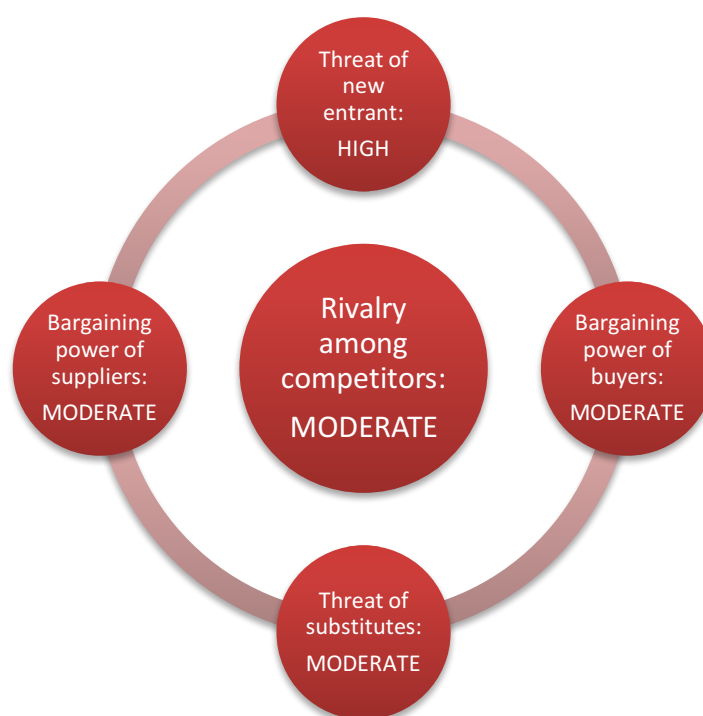 Threat of
new
entrant:
HIGH
Bargaining
power of
suppliers:
MODERATE
Rivalry
among
competitors:
MODERATE
Bargaining
power of
buyers:
MODERATE
Threat of
substitutes:
MODERATE